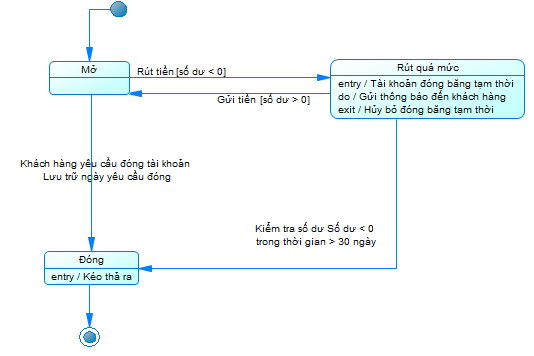 Mở
Rút tiền [số dư < 0]
Gửi tiền [số dư > 0]
Rút quá mức
entry / Tài khoản đóng băng tạm thời
do / Gửi thông báo đến khách hàng
exit / Hủy bỏ đóng băng tạm thời
Khách hàng yêu cầu đóng tài khoản
Lưu trữ ngày yêu cầu đóng
Kiểm tra số dư Số dư < 0
trong thời gian > 30 ngày
Đóng
entry / Kéo thả ra